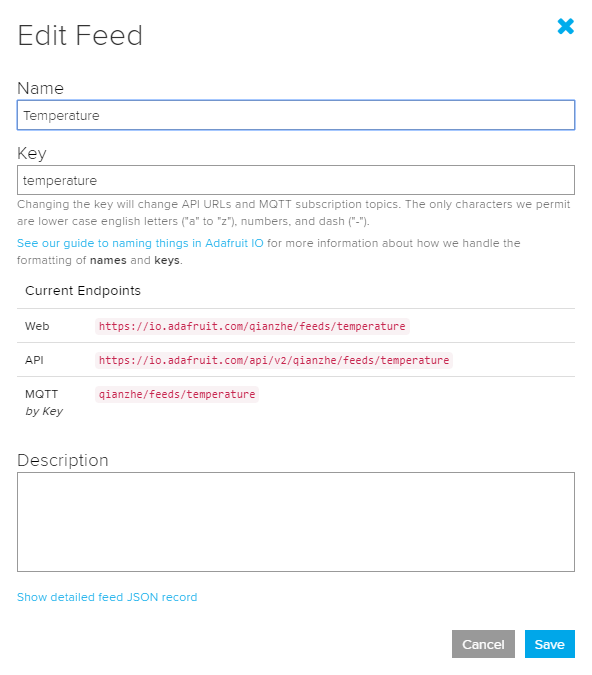 Edit Feed
Name
Temperature
Key
temperature
Changing the key will change API URLs and MQTT subscription topics. The only characters we permit
are lower case english letters ("a" to "z"), numbers, and dash ("-").
See our guide to naming things in Adafruit IO for more information about how we handle the
formatting of names and keys.
Current Endpoints
Web https://io.adafruit.com/qianzhe/feeds/temperature
API https://io.adafruit.com/api/v2/qianzhe/feeds/temperature
MQTT qianzhe/feeds/temperature
by Key
Description
Show detailed feed JSON record
Cancel Save